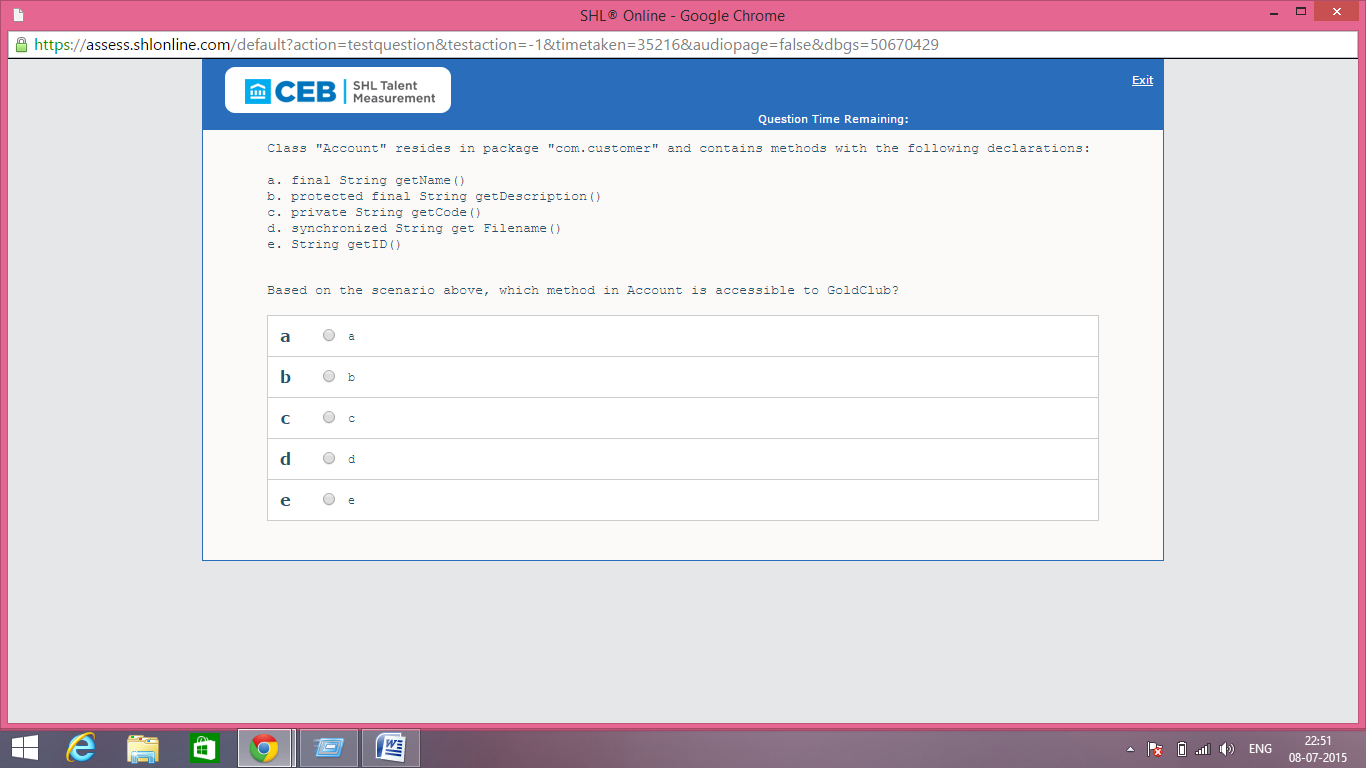 SHL® Online - Google Chrome
https://assess.shlonline.com/default?action=testquestion&testaction=-1&timetaken=35216&audiopage=false&dbgs=50670429
CEB SHL Talent
Measurement
Exit
Question Time Remaining:
Class "Account" resides in package "com.customer" and contains methods with the following declarations:
a. final String getName()
b. protected final String getDescription()
c. private String getCode()
d. synchronized String get Filename()
e. String getID()
Based on the scenario above, which method in Account is accessible to GoldClub?
a a
b b
c c
d d
e e
ENG
22:51
08-07-2015